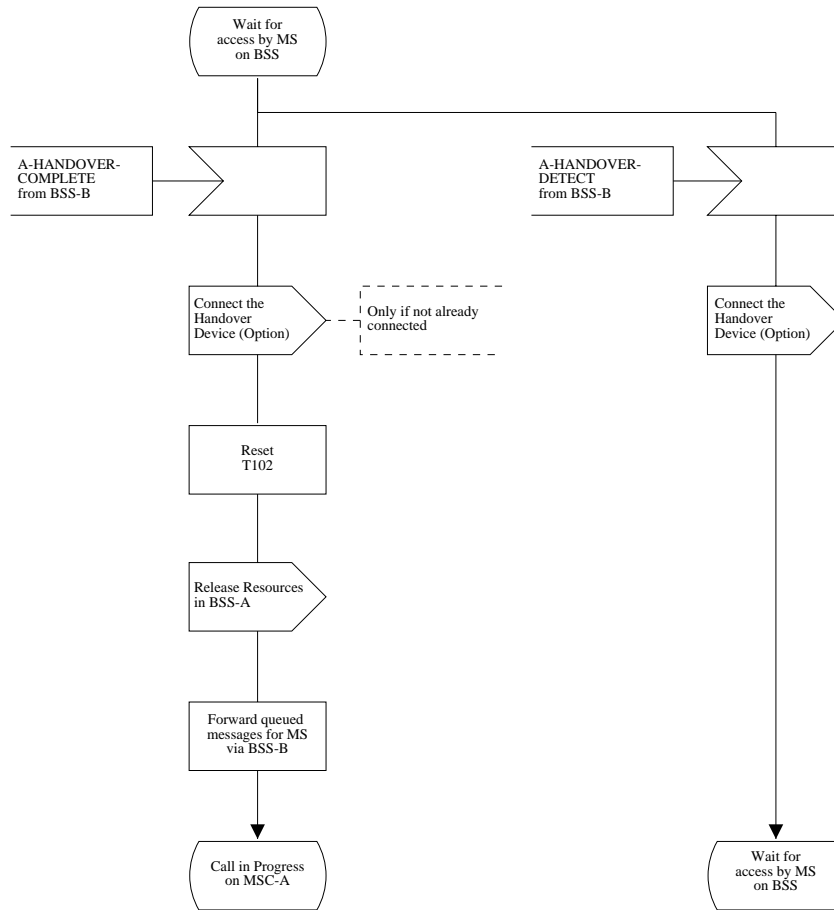 Wait for
access by MS
on BSS
A-HANDOVER-
COMPLETE
from BSS-B
A-HANDOVER-
DETECT
from BSS-B
Connect the
Handover
Device (Option)
Only if not already
connected
Connect the
Handover
Device (Option)
Reset
T102
Release Resources
in BSS-A
Forward queued
messages for MS
via BSS-B
Call in Progress
on MSC-A
Wait for
access by MS
on BSS